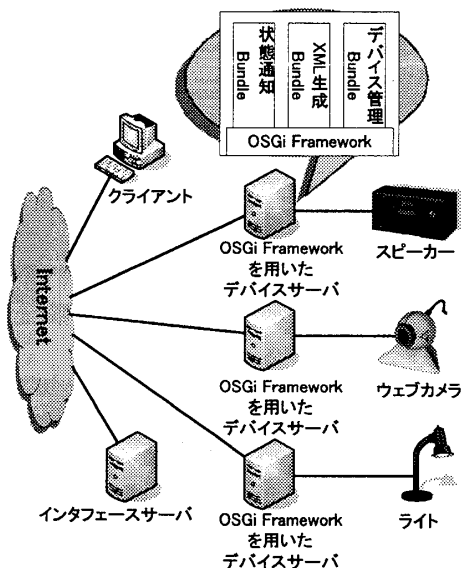 状態通知
Bundle
XML生成
Bundle
デバイス管理
Bundle
OSGi Framework
クライアント
Internet
OSGi Framework
を用いた
デバイスサーバ
スピーカー
OSGi Framework
を用いた
デバイスサーバ
ウェブカメラ
インタフェースサーバ
OSGi Framework
を用いた
デバイスサーバ
ライト